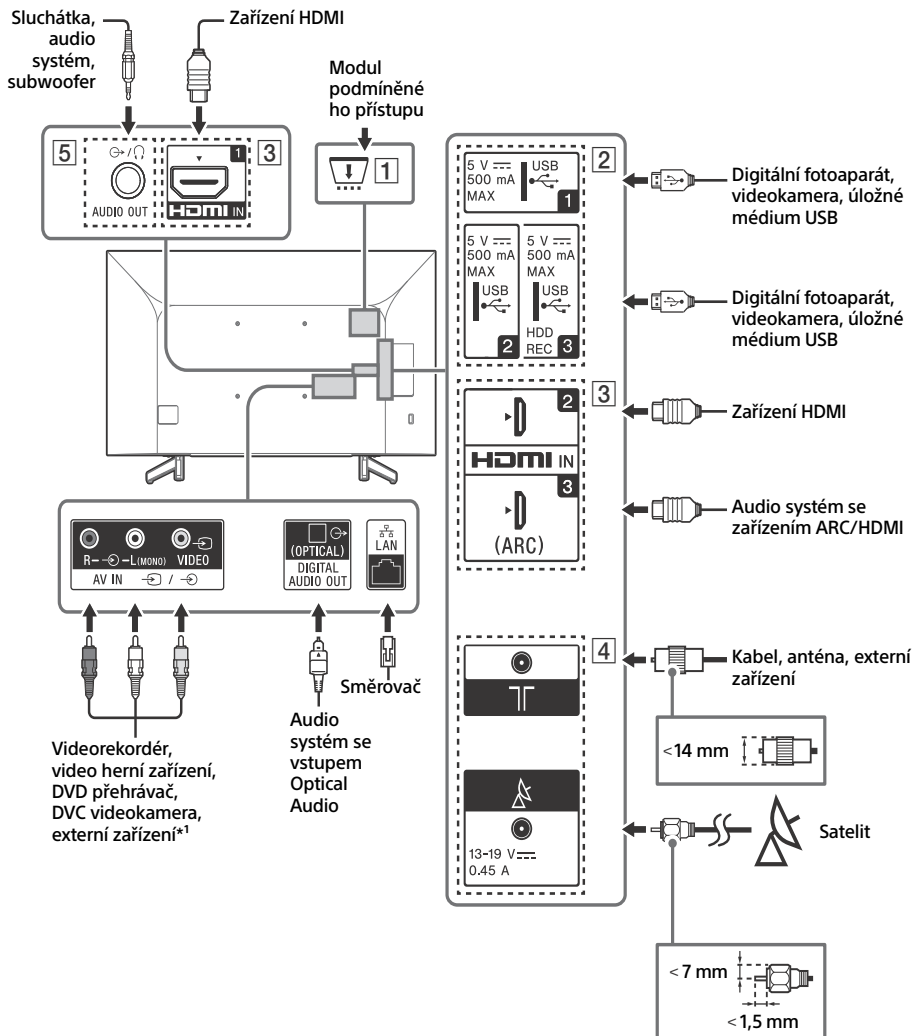 Sluchátka,
audio
systém,
subwoofer
Zařízení HDMI
Modul
podmíněné
ho přístupu
5
AUDIO OUT
1
3
HDMI IN
1
5 V
500 mA
MAX
USB
1
2
Digitální fotoaparát,
videokamera, úložné
médium USB
5 V
500 mA
MAX
USB
2
5 V
500 mA
MAX
USB
HDD
REC 3
Digitální fotoaparát,
videokamera, úložné
médium USB
2
3
Zařízení HDMI
HDMI IN
3
(ARC)
Audio systém se
zařízením ARC/HDMI
R
L(MONO)
VIDEO
AV IN
/
(OPTICAL)
DIGITAL
AUDIO OUT
LAN
Videorekordér,
video herní zařízení,
DVD přehrávač,
DVC videokamera,
externí zařízení*1
Audio
systém se
vstupem
Optical
Audio
Směrovač
4
Kabel, anténa, externí
zařízení
<14 mm
13-19 V
0.45 A
Satelit
<7 mm
<1,5 mm